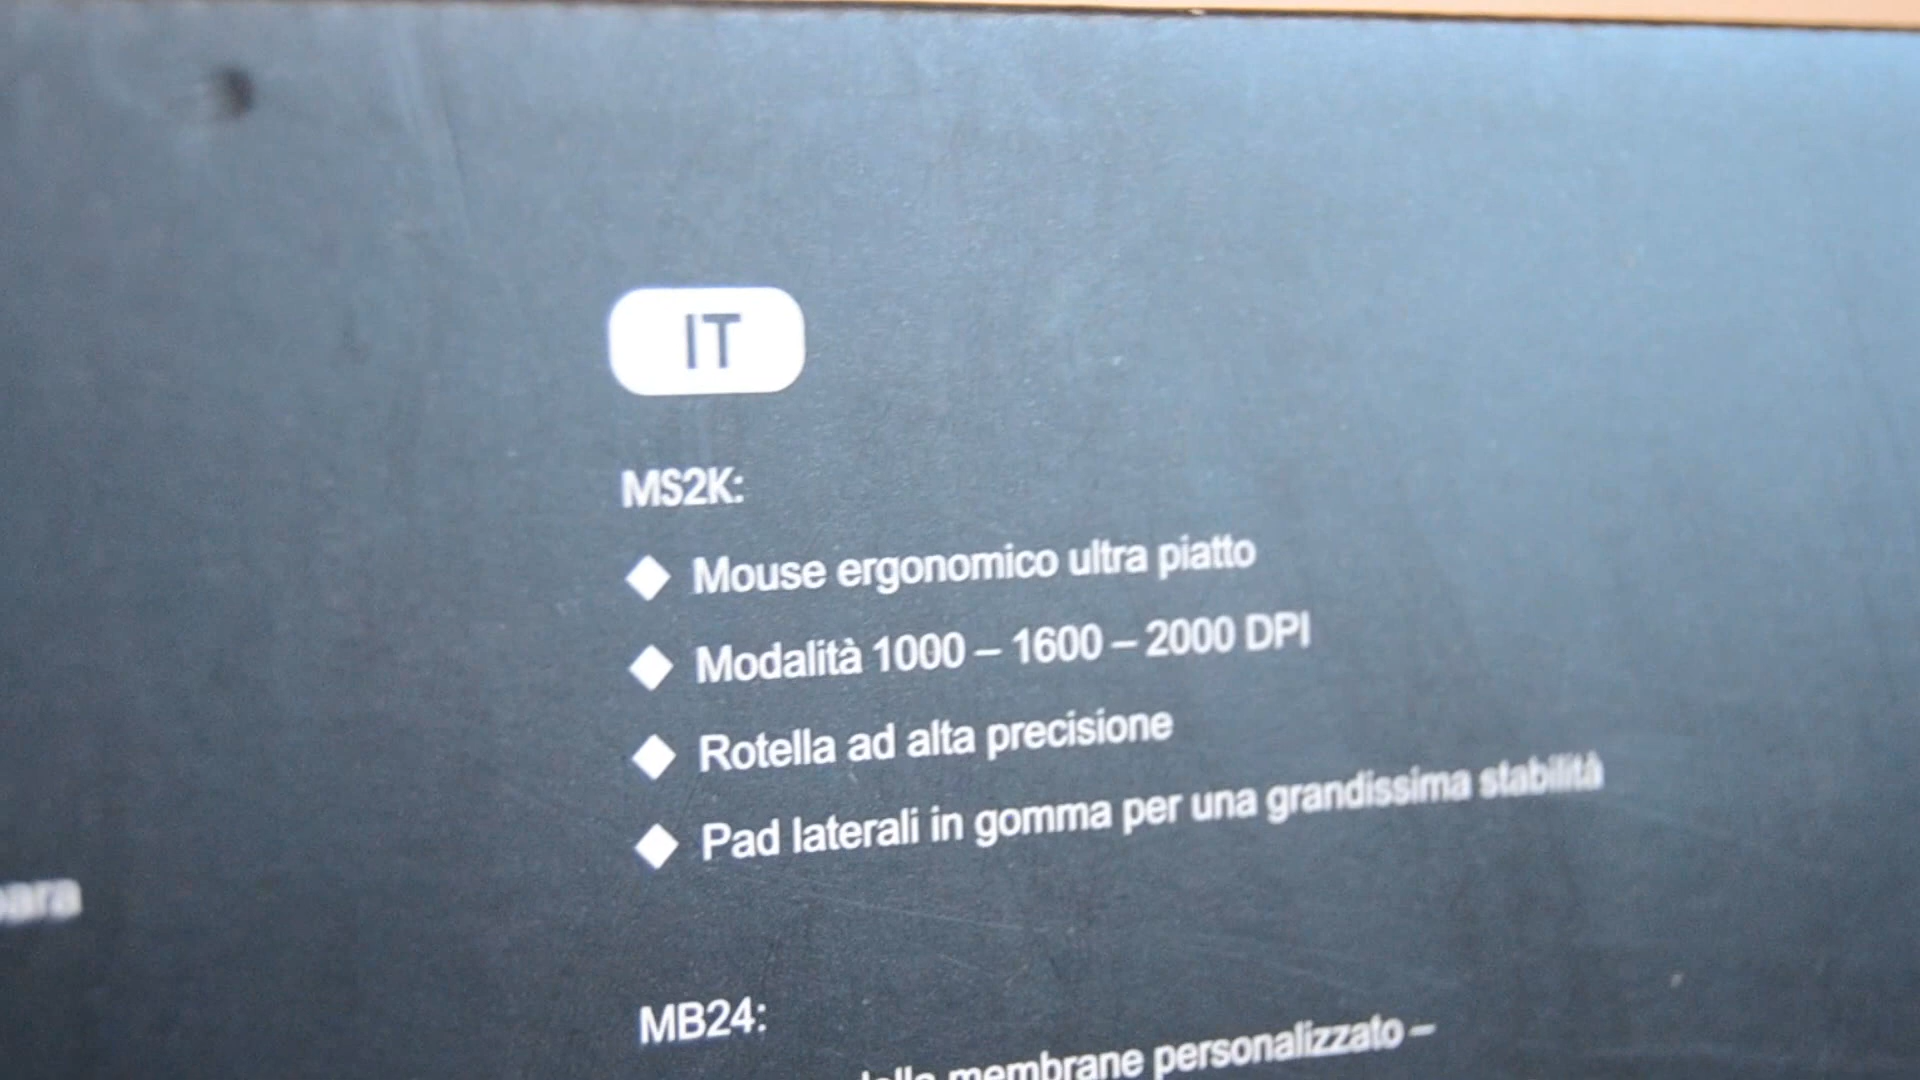 IT
MS2K:
Mouse ergonomico ultra piatto
Modalità 1000 – 1600 – 2000 DPI
Rotella ad alta precisione
Pad laterali in gomma per una grandissima stabilità
MB24:
membrane personalizzato –